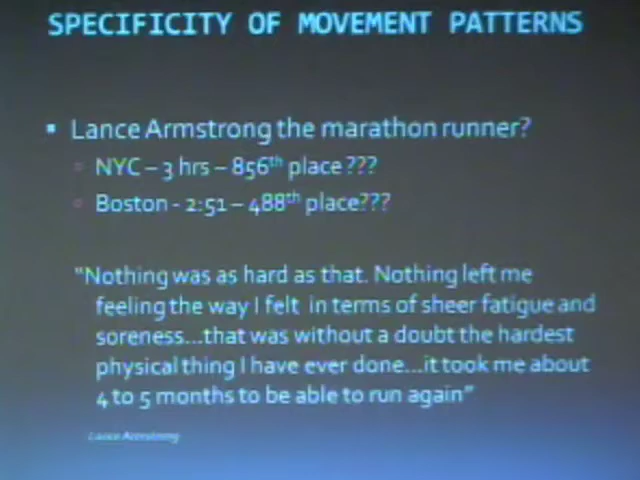 SPECIFICITY OF MOVEMENT PATTERNS
Lance Armstrong the marathon runner?
NYC – 3 hrs – 856th place ???
Boston - 2:51 – 488th place???
"Nothing was as hard as that. Nothing left me
feeling the way I felt in terms of sheer fatigue and
soreness...that was without a doubt the hardest
physical thing I have ever done...it took me about
4 to 5 months to be able to run again"
Lance Armstrong